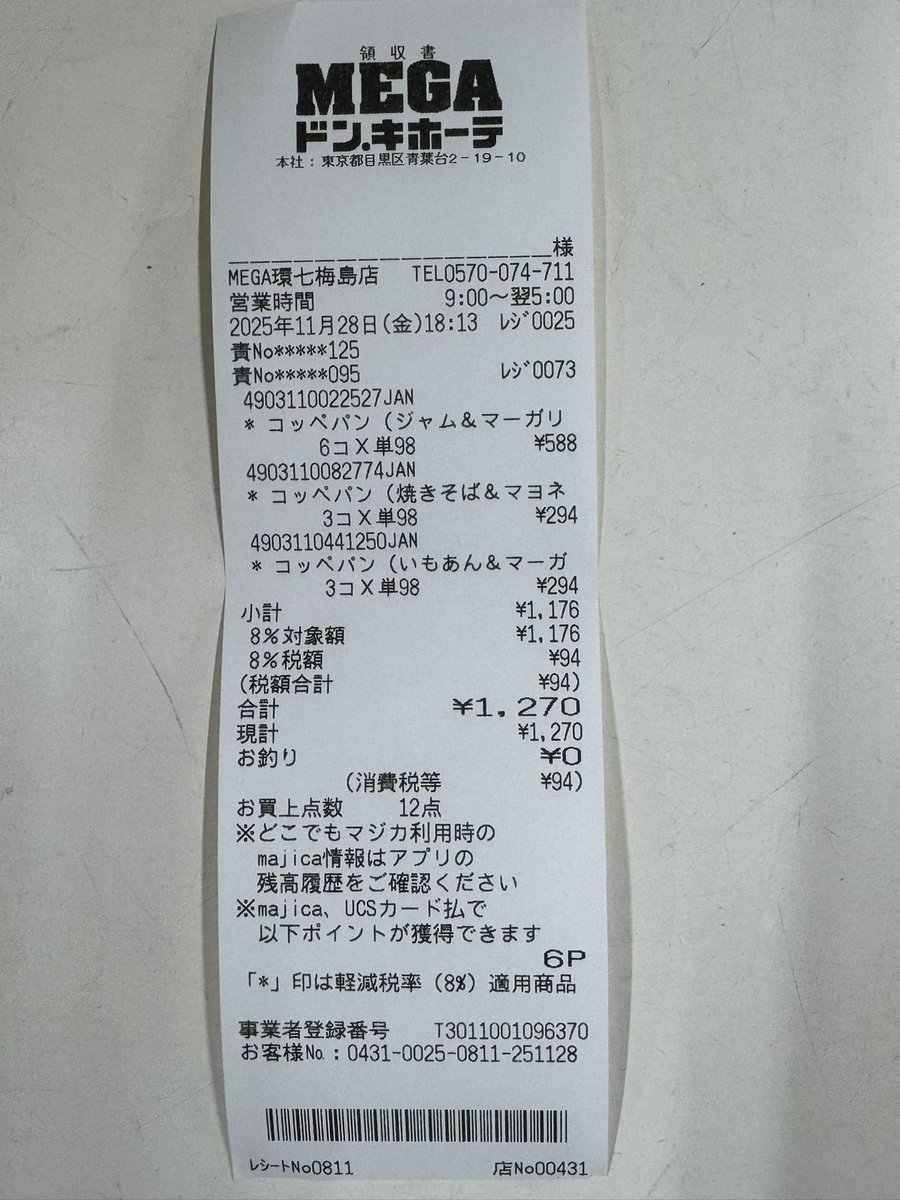 領収書
MEGA
ドン.キホーテ
本社:東京都目黒区青葉台2-19-10
様
MEGA環七梅島店 TEL0570-074-711
営業時間 9:00～翌5:00
2025年11月28日(金)18:13 ﾚｼﾞ0025
責No*****125
責No*****095 ﾚｼﾞ0073
4903110022527JAN
* コッペパン(ジャム&マーガリ
6コX単98 ¥588
4903110082774JAN
* コッペパン(焼きそば&マヨネ
3コX単98 ¥294
4903110441250JAN
* コッペパン(いもあん&マーガ
3コX単98 ¥294
小計 ¥1,176
8%対象額 ¥1,176
8%税額 ¥94
(税額合計 ¥94)
合計 ¥1,270
現計 ¥1,270
お釣り ¥0
(消費税等 ¥94)
お買上点数 12点
※どこでもマジカ利用時の
majica情報はアプリの
残高履歴をご確認ください
※majica、UCSカード払で
以下ポイントが獲得できます
6P
「*」印は軽減税率(8%)適用商品
事業者登録番号 T3011001096370
お客様№:0431-0025-0811-251128
ﾚｼｰﾄNo0811 店No00431